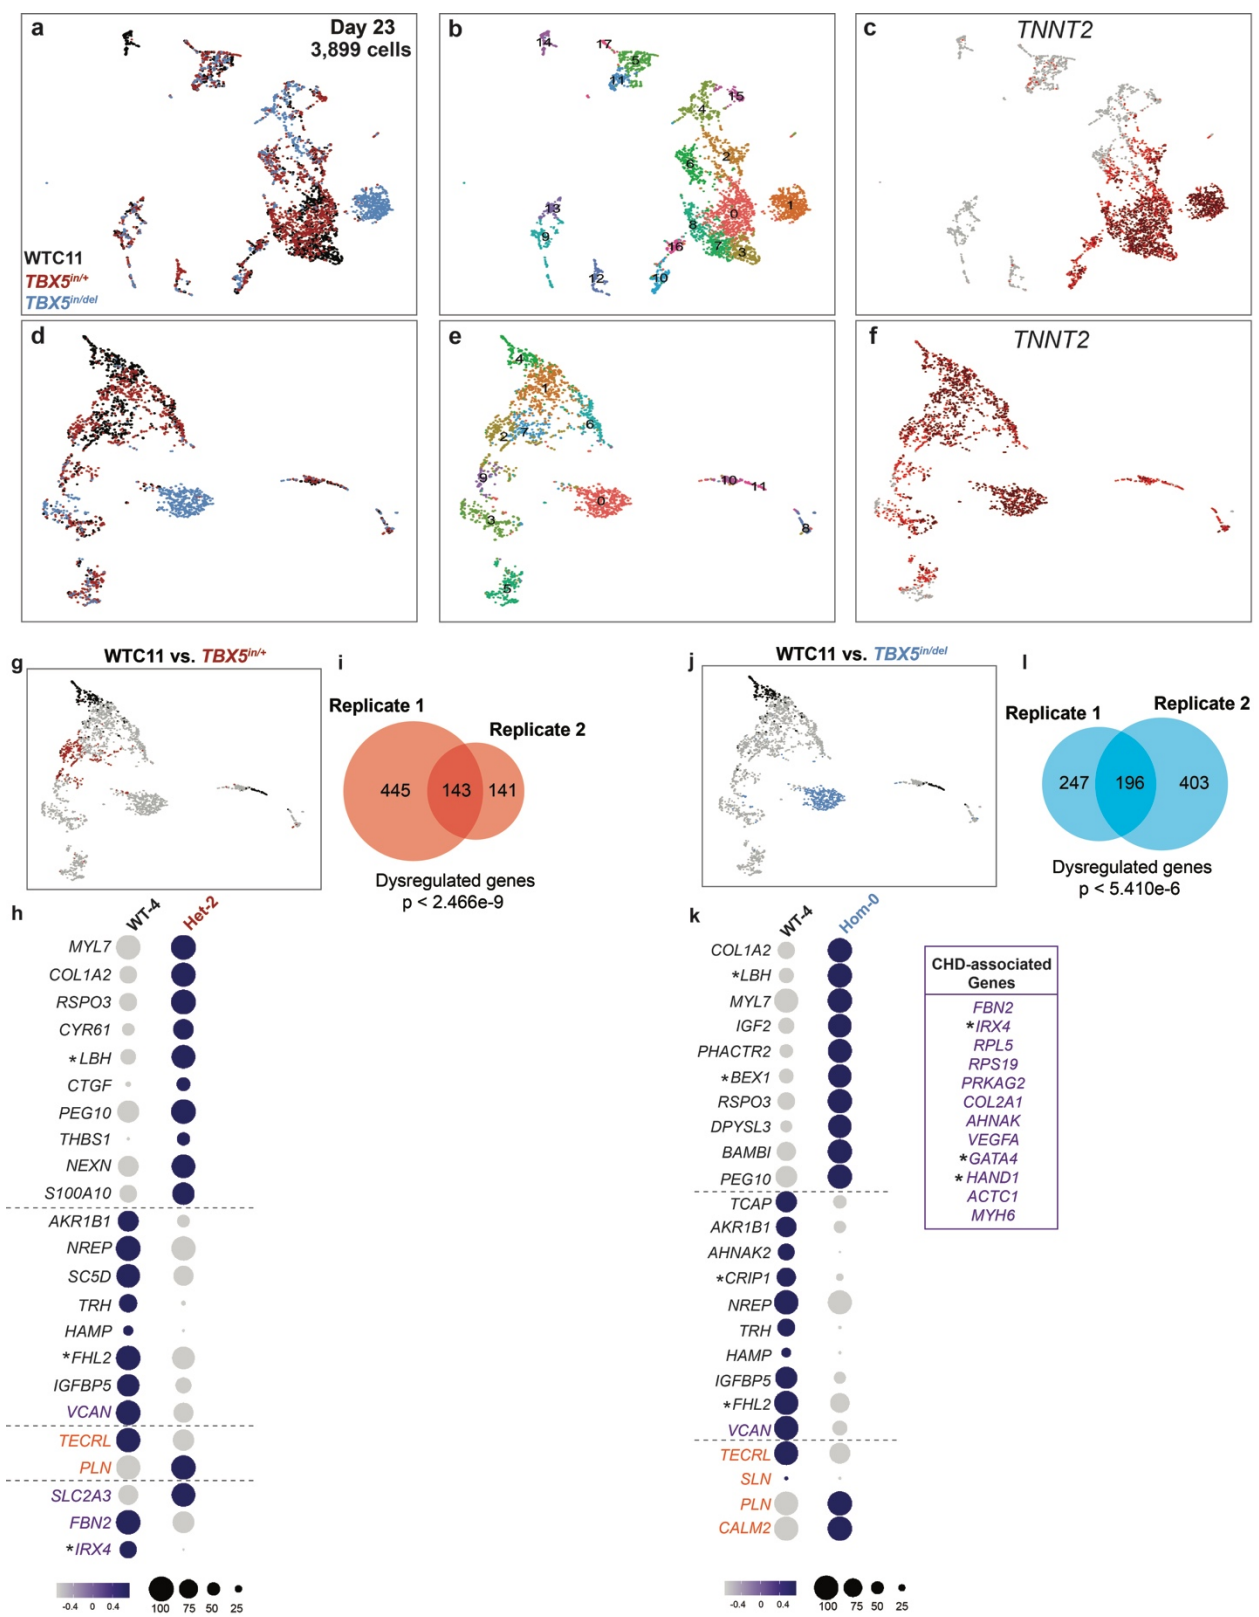 a
Day 23
3,899 cells
WTC11
TBX5in/+
TBX5in/del
b
14
17
5
11
4
15
2
6
0
1
8
7
3
16
10
13
9
12
c
TNNT2
d
e
4
1
6
2
7
9
3
0
10
11
8
5
f
TNNT2
g
WTC11 vs. TBX5in/+
i
Replicate 1
Replicate 2
445
143
141
Dysregulated genes
p < 2.466e-9
j
WTC11 vs. TBX5in/del
l
Replicate 1
Replicate 2
247
196
403
Dysregulated genes
p < 5.410e-6
h
WT-4
Het-2
MYL7
COL1A2
RSPO3
CYR61
*LBH
CTGF
PEG10
THBS1
NEXN
S100A10
AKR1B1
NREP
SC5D
TRH
HAMP
*FHL2
IGFBP5
VCAN
TECRL
PLN
SLC2A3
FBN2
*IRX4
-0.4 0 0.4
100 75 50 25
k
WT-4
Hom-0
COL1A2
*LBH
MYL7
IGF2
PHACTR2
*BEX1
RSPO3
DPYSL3
BAMBI
PEG10
TCAP
AKR1B1
AHNAK2
*CRIP1
NREP
TRH
HAMP
IGFBP5
*FHL2
VCAN
TECRL
SLN
PLN
CALM2
-0.4 0 0.4
100 75 50 25
CHD-associated
Genes
FBN2
*IRX4
RPL5
RPS19
PRKAG2
COL2A1
AHNAK
VEGFA
*GATA4
*HAND1
ACTC1
MYH6